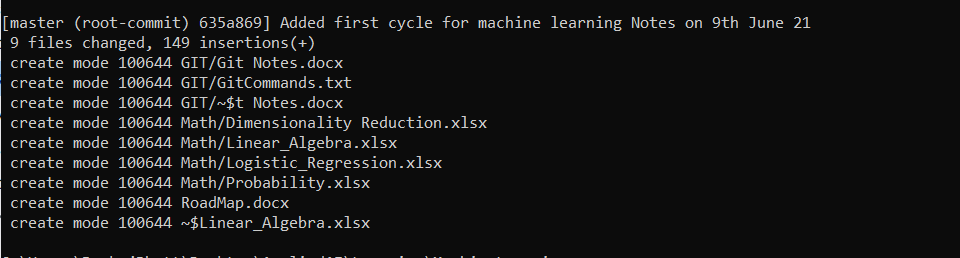 [master (root-commit) 635a869] Added first cycle for machine learning Notes on 9th June 21
9 files changed, 149 insertions(+)
create mode 100644 GIT/Git Notes.docx
create mode 100644 GIT/GitCommands.txt
create mode 100644 GIT/~$t Notes.docx
create mode 100644 Math/Dimensionality Reduction.xlsx
create mode 100644 Math/Linear_Algebra.xlsx
create mode 100644 Math/Logistic_Regression.xlsx
create mode 100644 Math/Probability.xlsx
create mode 100644 RoadMap.docx
create mode 100644 ~$Linear_Algebra.xlsx